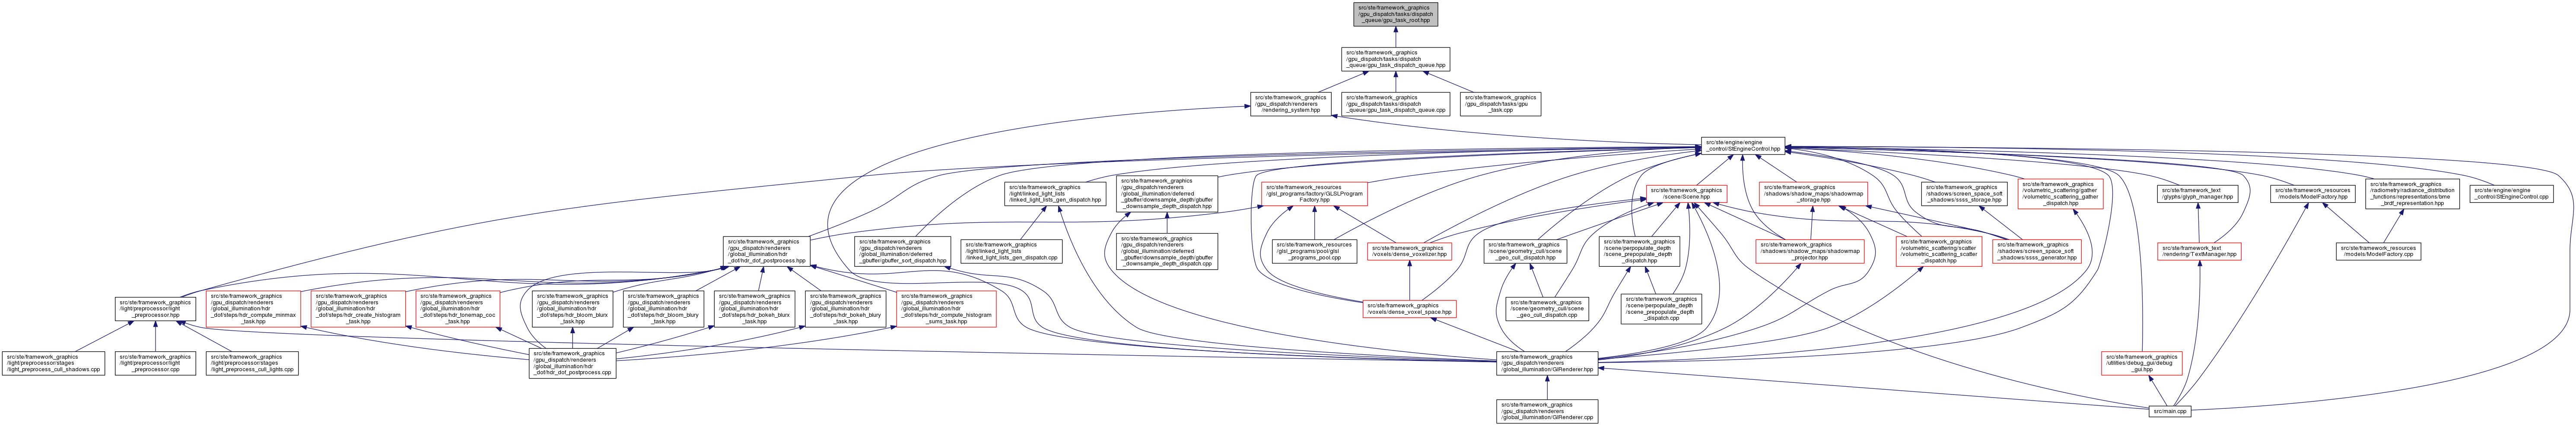 src/ste/framework_graphics
/gpu_dispatch/tasks/dispatch
_queue/gpu_task_root.hpp
src/ste/framework_graphics
/gpu_dispatch/tasks/dispatch
_queue/gpu_task_dispatch_queue.hpp
src/ste/framework_graphics
/gpu_dispatch/renderers
/rendering_system.hpp
src/ste/framework_graphics
/gpu_dispatch/tasks/dispatch
_queue/gpu_task_dispatch_queue.cpp
src/ste/framework_graphics
/gpu_dispatch/tasks/gpu
_task.cpp
src/ste/engine/engine
_control/StEngineControl.hpp
src/ste/framework_graphics
/light/linked_light_lists
/linked_light_lists_gen_dispatch.hpp
src/ste/framework_graphics
/gpu_dispatch/renderers
/global_illumination/deferred
_gbuffer/downsample_depth/gbuffer
_downsample_depth_dispatch.hpp
src/ste/framework_resources
/glsl_programs/factory/GLSLProgram
Factory.hpp
src/ste/framework_graphics
/scene/Scene.hpp
src/ste/framework_graphics
/shadows/shadow_maps/shadowmap
_storage.hpp
src/ste/framework_graphics
/shadows/screen_space_soft
_shadows/ssss_storage.hpp
src/ste/framework_graphics
/volumetric_scattering/gather
/volumetric_scattering_gather
_dispatch.hpp
src/ste/framework_text
/glyphs/glyph_manager.hpp
src/ste/framework_resources
/models/ModelFactory.hpp
src/ste/framework_graphics
/radiometry/radiance_distribution
_functions/representations/bme
_brdf_representation.hpp
src/ste/engine/engine
_control/StEngineControl.cpp
src/ste/framework_graphics
/gpu_dispatch/renderers
/global_illumination/hdr
_dof/hdr_dof_postprocess.hpp
src/ste/framework_graphics
/gpu_dispatch/renderers
/global_illumination/deferred
_gbuffer/gbuffer_sort_dispatch.hpp
src/ste/framework_graphics
/light/linked_light_lists
/linked_light_lists_gen_dispatch.cpp
src/ste/framework_graphics
/gpu_dispatch/renderers
/global_illumination/deferred
_gbuffer/downsample_depth/gbuffer
_downsample_depth_dispatch.cpp
src/ste/framework_resources
/glsl_programs/pool/glsl
_programs_pool.cpp
src/ste/framework_graphics
/voxels/dense_voxelizer.hpp
src/ste/framework_graphics
/scene/geometry_cull/scene
_geo_cull_dispatch.hpp
src/ste/framework_graphics
/scene/perpopulate_depth
/scene_prepopulate_depth
_dispatch.hpp
src/ste/framework_graphics
/shadows/shadow_maps/shadowmap
_projector.hpp
src/ste/framework_graphics
/volumetric_scattering/scatter
/volumetric_scattering_scatter
_dispatch.hpp
src/ste/framework_graphics
/shadows/screen_space_soft
_shadows/ssss_generator.hpp
src/ste/framework_text
/rendering/TextManager.hpp
src/ste/framework_resources
/models/ModelFactory.cpp
src/ste/framework_graphics
/light/preprocessor/light
_preprocessor.hpp
src/ste/framework_graphics
/gpu_dispatch/renderers
/global_illumination/hdr
_dof/steps/hdr_compute_minmax
_task.hpp
src/ste/framework_graphics
/gpu_dispatch/renderers
/global_illumination/hdr
_dof/steps/hdr_create_histogram
_task.hpp
src/ste/framework_graphics
/gpu_dispatch/renderers
/global_illumination/hdr
_dof/steps/hdr_tonemap_coc
_task.hpp
src/ste/framework_graphics
/gpu_dispatch/renderers
/global_illumination/hdr
_dof/steps/hdr_bloom_blurx
_task.hpp
src/ste/framework_graphics
/gpu_dispatch/renderers
/global_illumination/hdr
_dof/steps/hdr_bloom_blury
_task.hpp
src/ste/framework_graphics
/gpu_dispatch/renderers
/global_illumination/hdr
_dof/steps/hdr_bokeh_blurx
_task.hpp
src/ste/framework_graphics
/gpu_dispatch/renderers
/global_illumination/hdr
_dof/steps/hdr_bokeh_blury
_task.hpp
src/ste/framework_graphics
/gpu_dispatch/renderers
/global_illumination/hdr
_dof/steps/hdr_compute_histogram
_sums_task.hpp
src/ste/framework_graphics
/voxels/dense_voxel_space.hpp
src/ste/framework_graphics
/scene/geometry_cull/scene
_geo_cull_dispatch.cpp
src/ste/framework_graphics
/scene/perpopulate_depth
/scene_prepopulate_depth
_dispatch.cpp
src/ste/framework_graphics
/light/preprocessor/stages
/light_preprocess_cull_shadows.cpp
src/ste/framework_graphics
/light/preprocessor/light
_preprocessor.cpp
src/ste/framework_graphics
/light/preprocessor/stages
/light_preprocess_cull_lights.cpp
src/ste/framework_graphics
/gpu_dispatch/renderers
/global_illumination/hdr
_dof/hdr_dof_postprocess.cpp
src/ste/framework_graphics
/gpu_dispatch/renderers
/global_illumination/GIRenderer.hpp
src/ste/framework_graphics
/utilities/debug_gui/debug
_gui.hpp
src/ste/framework_graphics
/gpu_dispatch/renderers
/global_illumination/GIRenderer.cpp
src/main.cpp